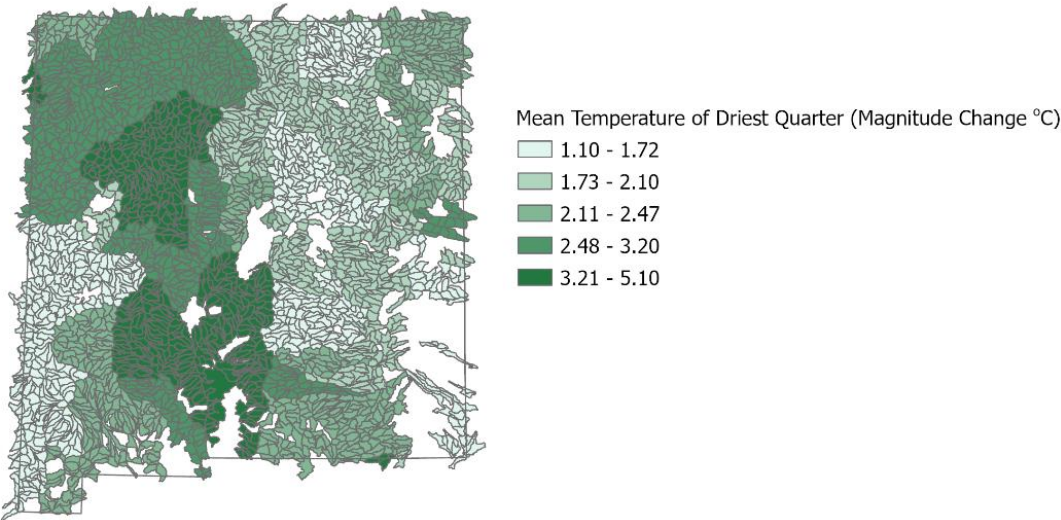 Mean Temperature of Driest Quarter (Magnitude Change °C)
1.10 - 1.72
1.73 - 2.10
2.11 - 2.47
2.48 - 3.20
3.21 - 5.10